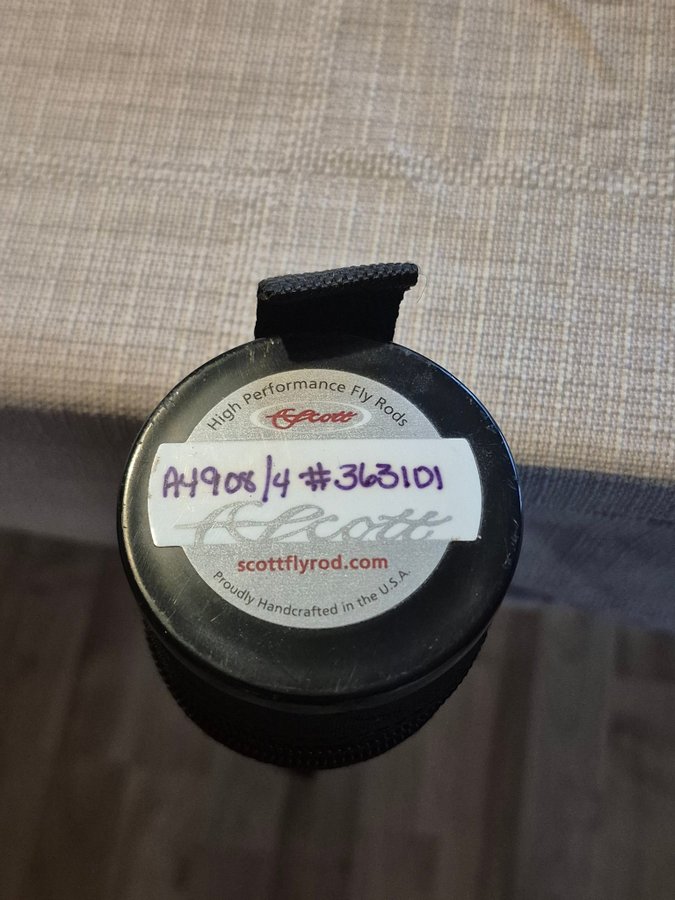 High Performance Fly Rods
Scott
A4908/4 #363101
Scott
scottflyrod.com
Proudly Handcrafted in the U.S.A.